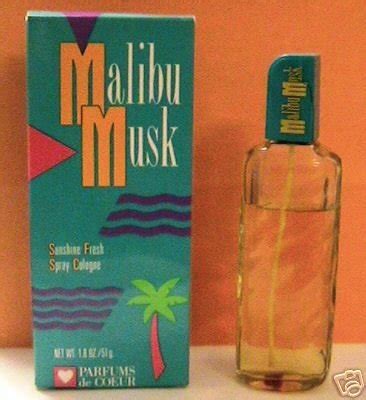 Malibu
Musk
Sunshine Fresh
Spray Cologne
NET WT. 1.8 OZ/51g.
PARFUMS
de COEUR
Malibu Musk